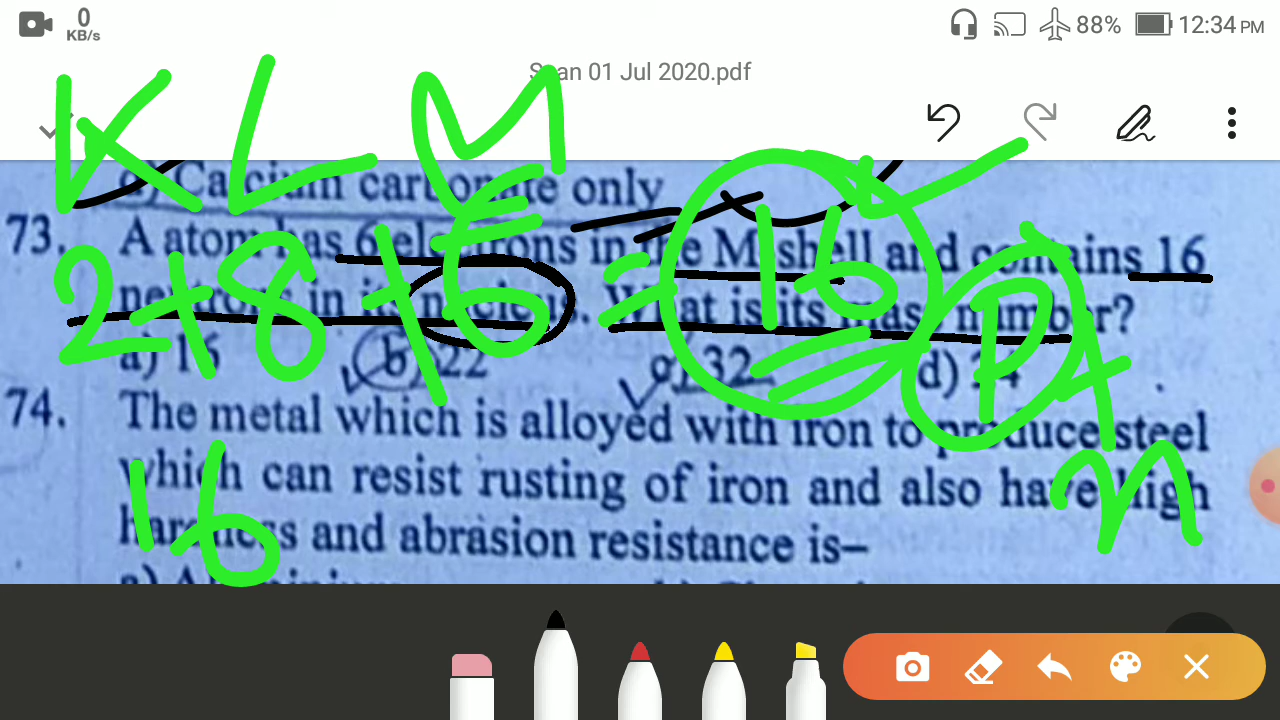 0
KB/s
88%
12:34 PM
Scan 01 Jul 2020.pdf
K L M
Calcium carbonate only
73. A atom has 6 electrons in the M shell and contains 16
neutrons in its nucleus. What is its mass number?
2+8+6=16
P+
n
a) 16 b) 22 c) 32 d) 24
74. The metal which is alloyed with iron to produce steel
which can resist rusting of iron and also have high
16
hardness and abrasion resistance is–